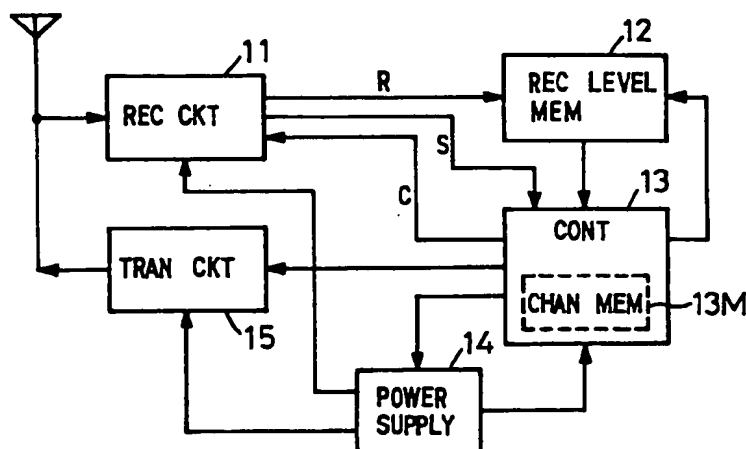 11
REC CKT
R
S
C
12
REC LEVEL
MEM
13
CONT
CHAN MEM
13M
TRAN CKT
15
14
POWER
SUPPLY